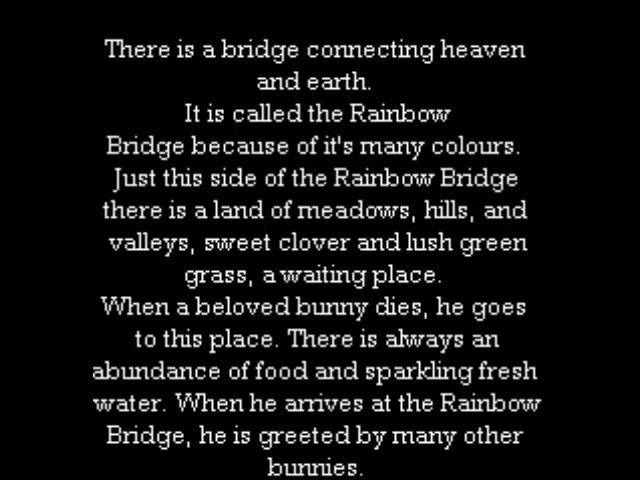 There is a bridge connecting heaven
and earth.
It is called the Rainbow
Bridge because of it's many colours.
Just this side of the Rainbow Bridge
there is a land of meadows, hills, and
valleys, sweet clover and lush green
grass, a waiting place.
When a beloved bunny dies, he goes
to this place. There is always an
abundance of food and sparkling fresh
water. When he arrives at the Rainbow
Bridge, he is greeted by many other
bunnies.